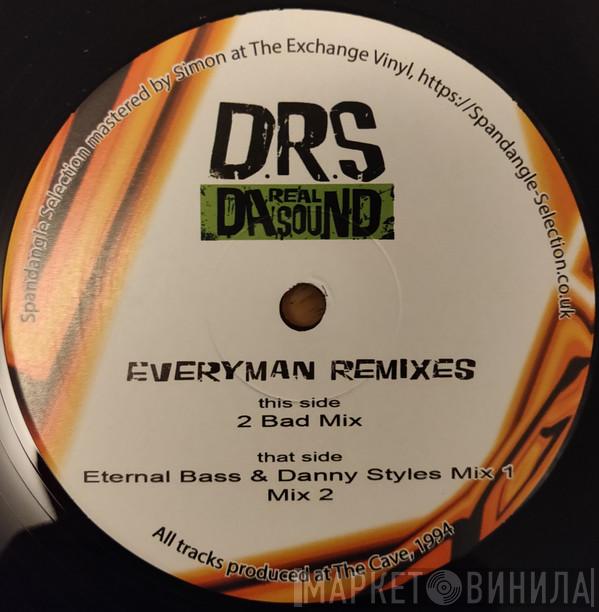 Spandangle Selection mastered by Simon at The Exchange Vinyl, https://Spandangle-Selection.co.uk
D.R.S
REAL
DA SOUND
EVERYMAN REMIXES
this side
2 Bad Mix
that side
Eternal Bass & Danny Styles Mix 1
Mix 2
All tracks produced at The Cave, 1994
МАРКЕТ ВИНИЛА